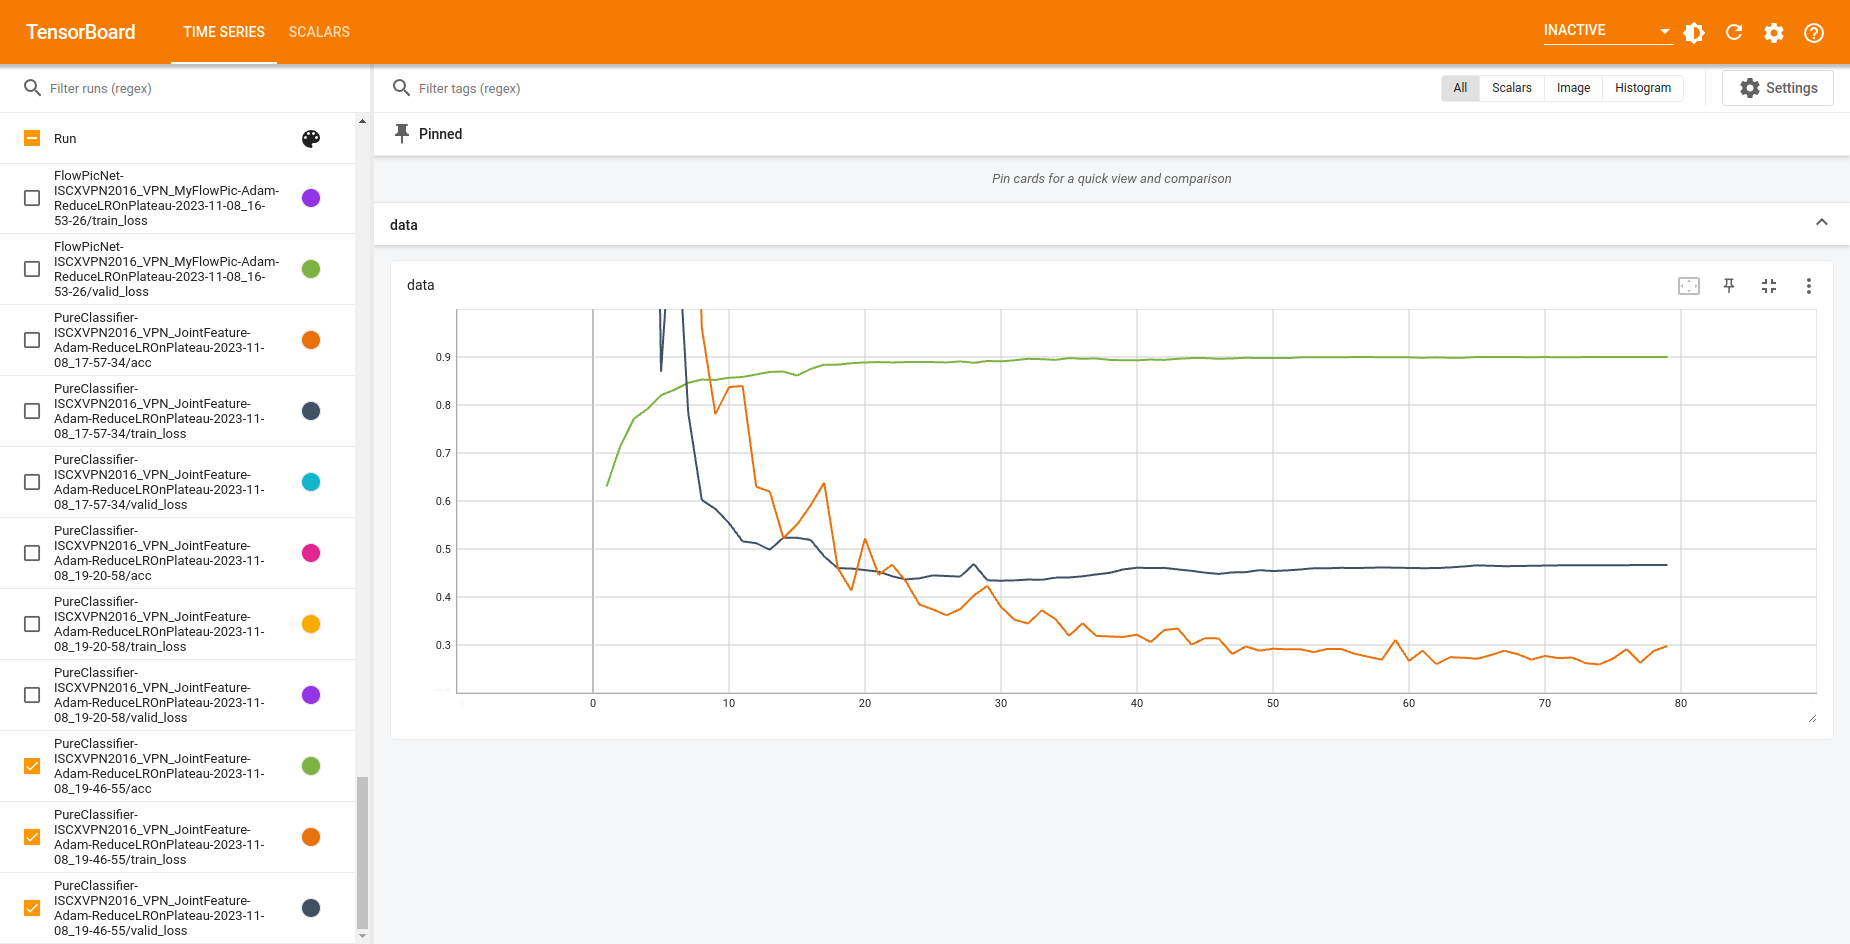 TensorBoard
TIME SERIES
SCALARS
INACTIVE
Filter runs (regex)
Run
FlowPicNet-
ISCXVPN2016_VPN_MyFlowPic-Adam-
ReduceLROnPlateau-2023-11-08_16-
53-26/train_loss
FlowPicNet-
ISCXVPN2016_VPN_MyFlowPic-Adam-
ReduceLROnPlateau-2023-11-08_16-
53-26/valid_loss
PureClassifier-
ISCXVPN2016_VPN_JointFeature-
Adam-ReduceLROnPlateau-2023-11-
08_17-57-34/acc
PureClassifier-
ISCXVPN2016_VPN_JointFeature-
Adam-ReduceLROnPlateau-2023-11-
08_17-57-34/train_loss
PureClassifier-
ISCXVPN2016_VPN_JointFeature-
Adam-ReduceLROnPlateau-2023-11-
08_17-57-34/valid_loss
PureClassifier-
ISCXVPN2016_VPN_JointFeature-
Adam-ReduceLROnPlateau-2023-11-
08_19-20-58/acc
PureClassifier-
ISCXVPN2016_VPN_JointFeature-
Adam-ReduceLROnPlateau-2023-11-
08_19-20-58/train_loss
PureClassifier-
ISCXVPN2016_VPN_JointFeature-
Adam-ReduceLROnPlateau-2023-11-
08_19-20-58/valid_loss
PureClassifier-
ISCXVPN2016_VPN_JointFeature-
Adam-ReduceLROnPlateau-2023-11-
08_19-46-55/acc
PureClassifier-
ISCXVPN2016_VPN_JointFeature-
Adam-ReduceLROnPlateau-2023-11-
08_19-46-55/train_loss
PureClassifier-
ISCXVPN2016_VPN_JointFeature-
Adam-ReduceLROnPlateau-2023-11-
08_19-46-55/valid_loss
Filter tags (regex)
All
Scalars
Image
Histogram
Settings
Pinned
Pin cards for a quick view and comparison
data
data
0.9
0.8
0.7
0.6
0.5
0.4
0.3
0
10
20
30
40
50
60
70
80